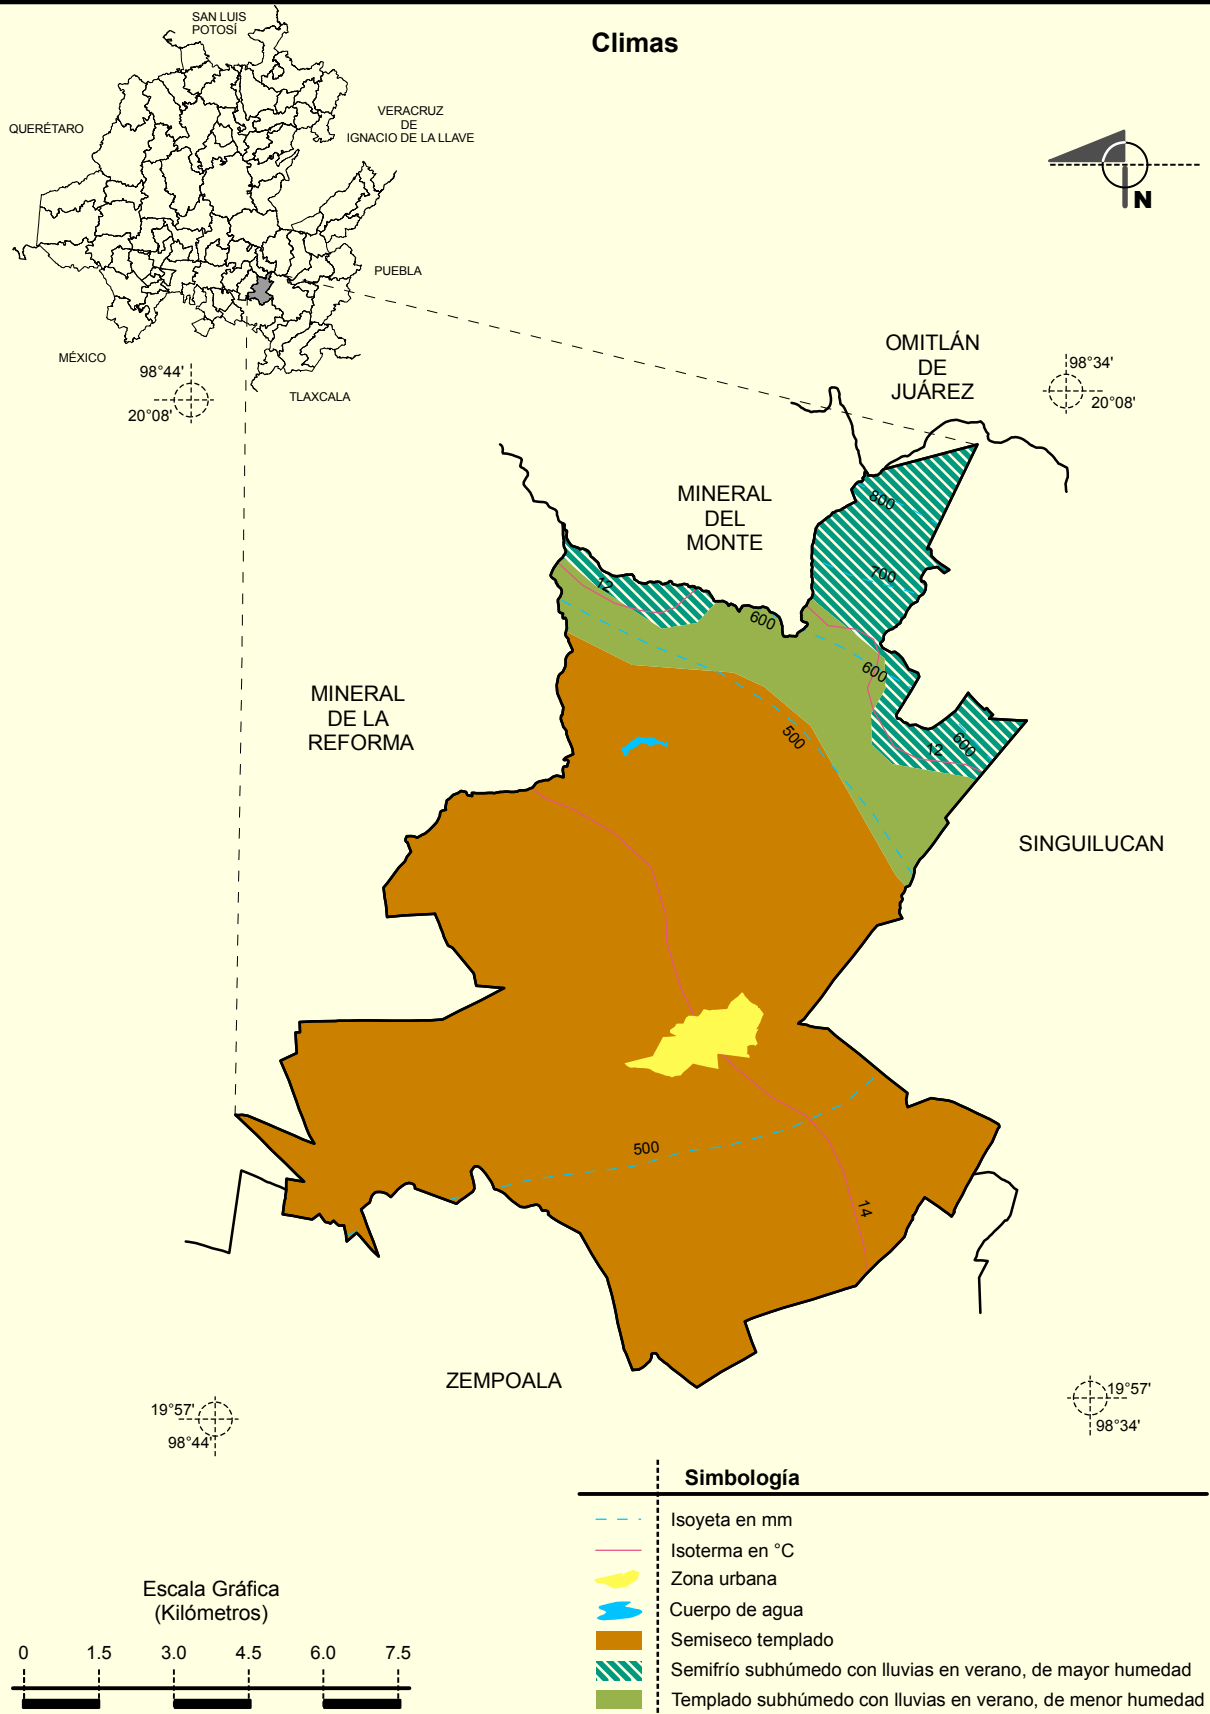 Climas
SAN LUIS
POTOSÍ
QUERÉTARO
VERACRUZ
DE
IGNACIO DE LA LLAVE
PUEBLA
MÉXICO
TLAXCALA
N
98°44'
20°08'
98°34'
20°08'
OMITLÁN
DE
JUÁREZ
MINERAL
DEL
MONTE
MINERAL
DE LA
REFORMA
SINGUILUCAN
ZEMPOALA
800
700
12
600
600
500
12
600
500
14
19°57'
98°44'
19°57'
98°34'
Simbología
Isoyeta en mm
Isoterma en °C
Zona urbana
Cuerpo de agua
Semiseco templado
Semifrío subhúmedo con lluvias en verano, de mayor humedad
Templado subhúmedo con lluvias en verano, de menor humedad
Escala Gráfica
(Kilómetros)
0 1.5 3.0 4.5 6.0 7.5